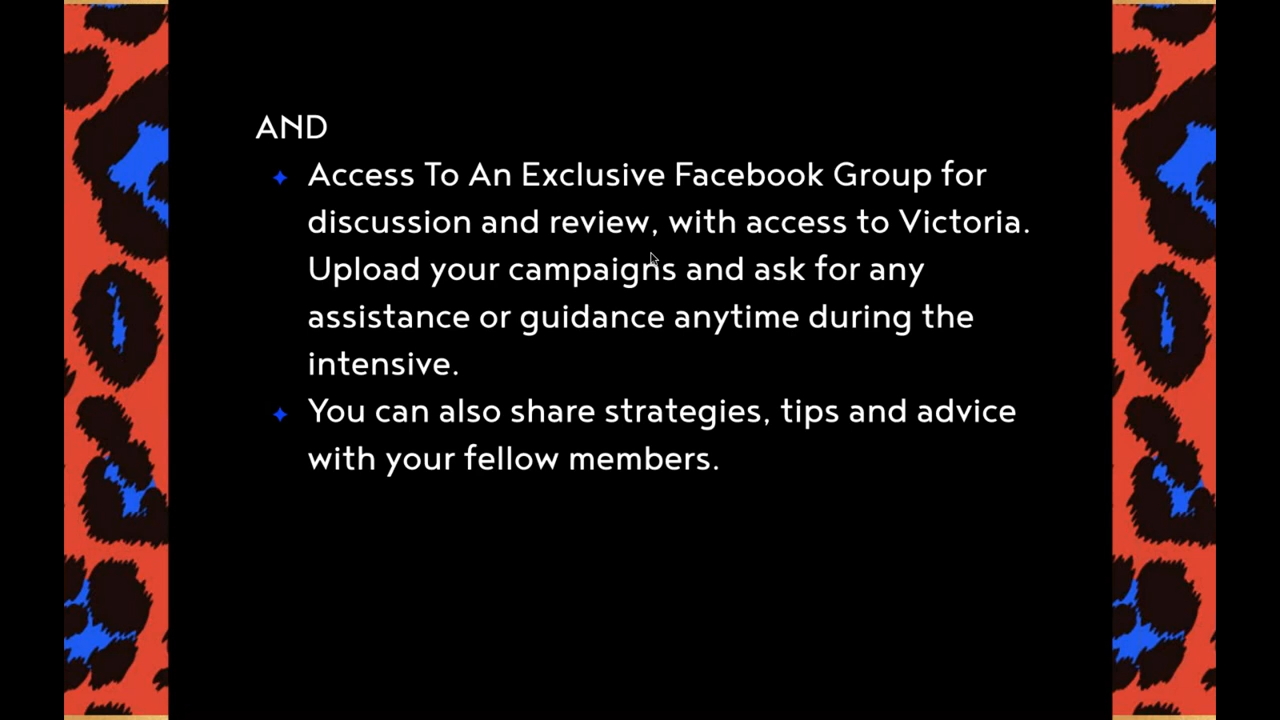 AND
Access To An Exclusive Facebook Group for
discussion and review, with access to Victoria.
Upload your campaigns and ask for any
assistance or guidance anytime during the
intensive.
You can also share strategies, tips and advice
with your fellow members.